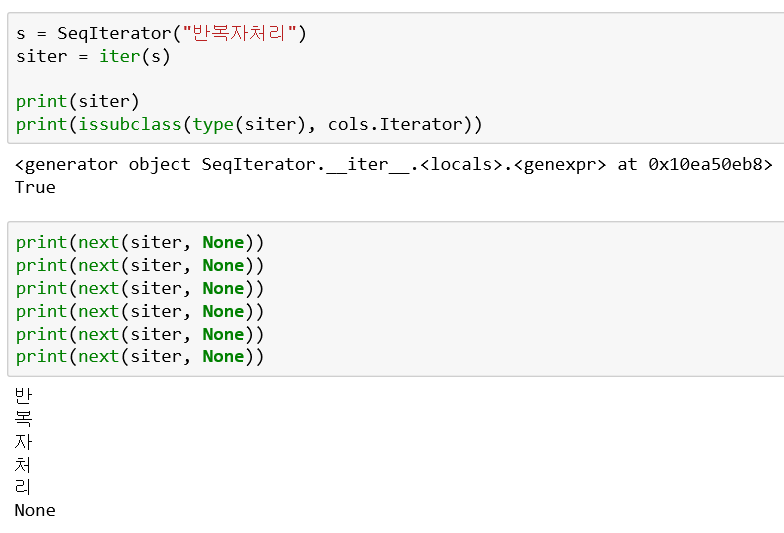 s = SeqIterator("반복자처리")
siter = iter(s)
print(siter)
print(issubclass(type(siter), cols.Iterator))
<generator object SeqIterator.__iter__.<locals>.<genexpr> at 0x10ea50eb8>
True
print(next(siter, None))
print(next(siter, None))
print(next(siter, None))
print(next(siter, None))
print(next(siter, None))
print(next(siter, None))
반
복
자
처
리
None